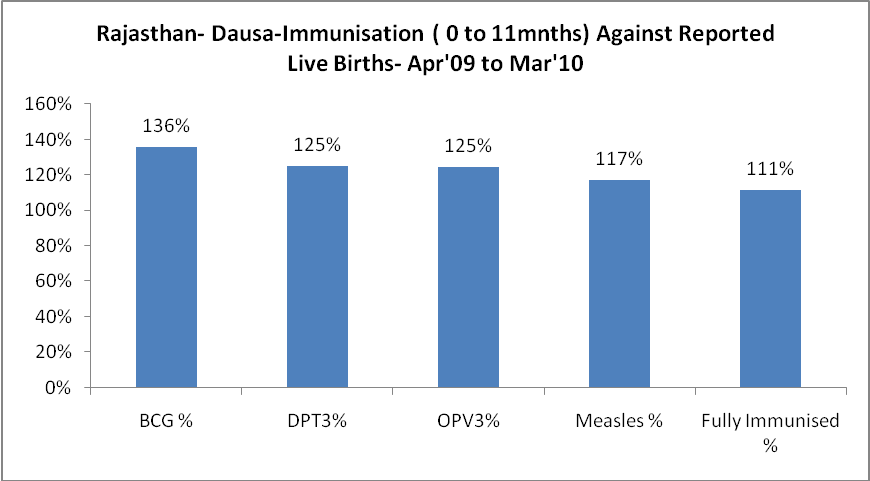 Rajasthan- Dausa-Immunisation ( 0 to 11mnths) Against Reported
Live Births- Apr'09 to Mar'10
160%
140%
120%
100%
80%
60%
40%
20%
0%
136%
125%
125%
117%
111%
BCG %
DPT3%
OPV3%
Measles %
Fully Immunised
%